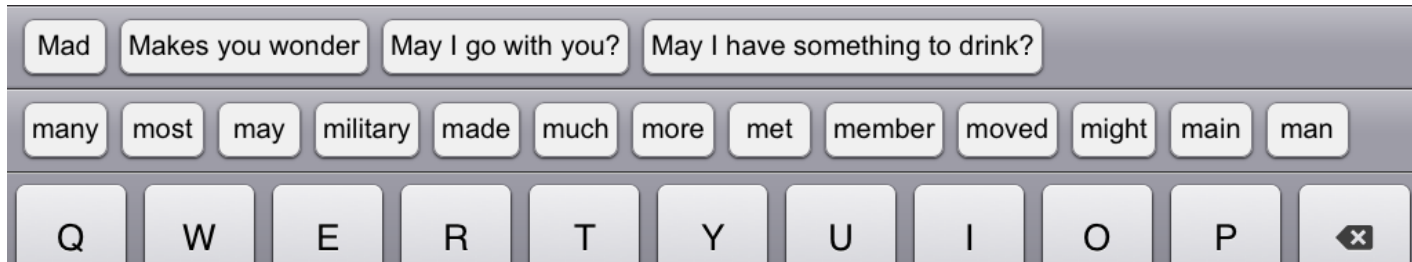 Mad Makes you wonder May I go with you? May I have something to drink?
many most may military made much more met member moved might main man
Q W E R T Y U I O P